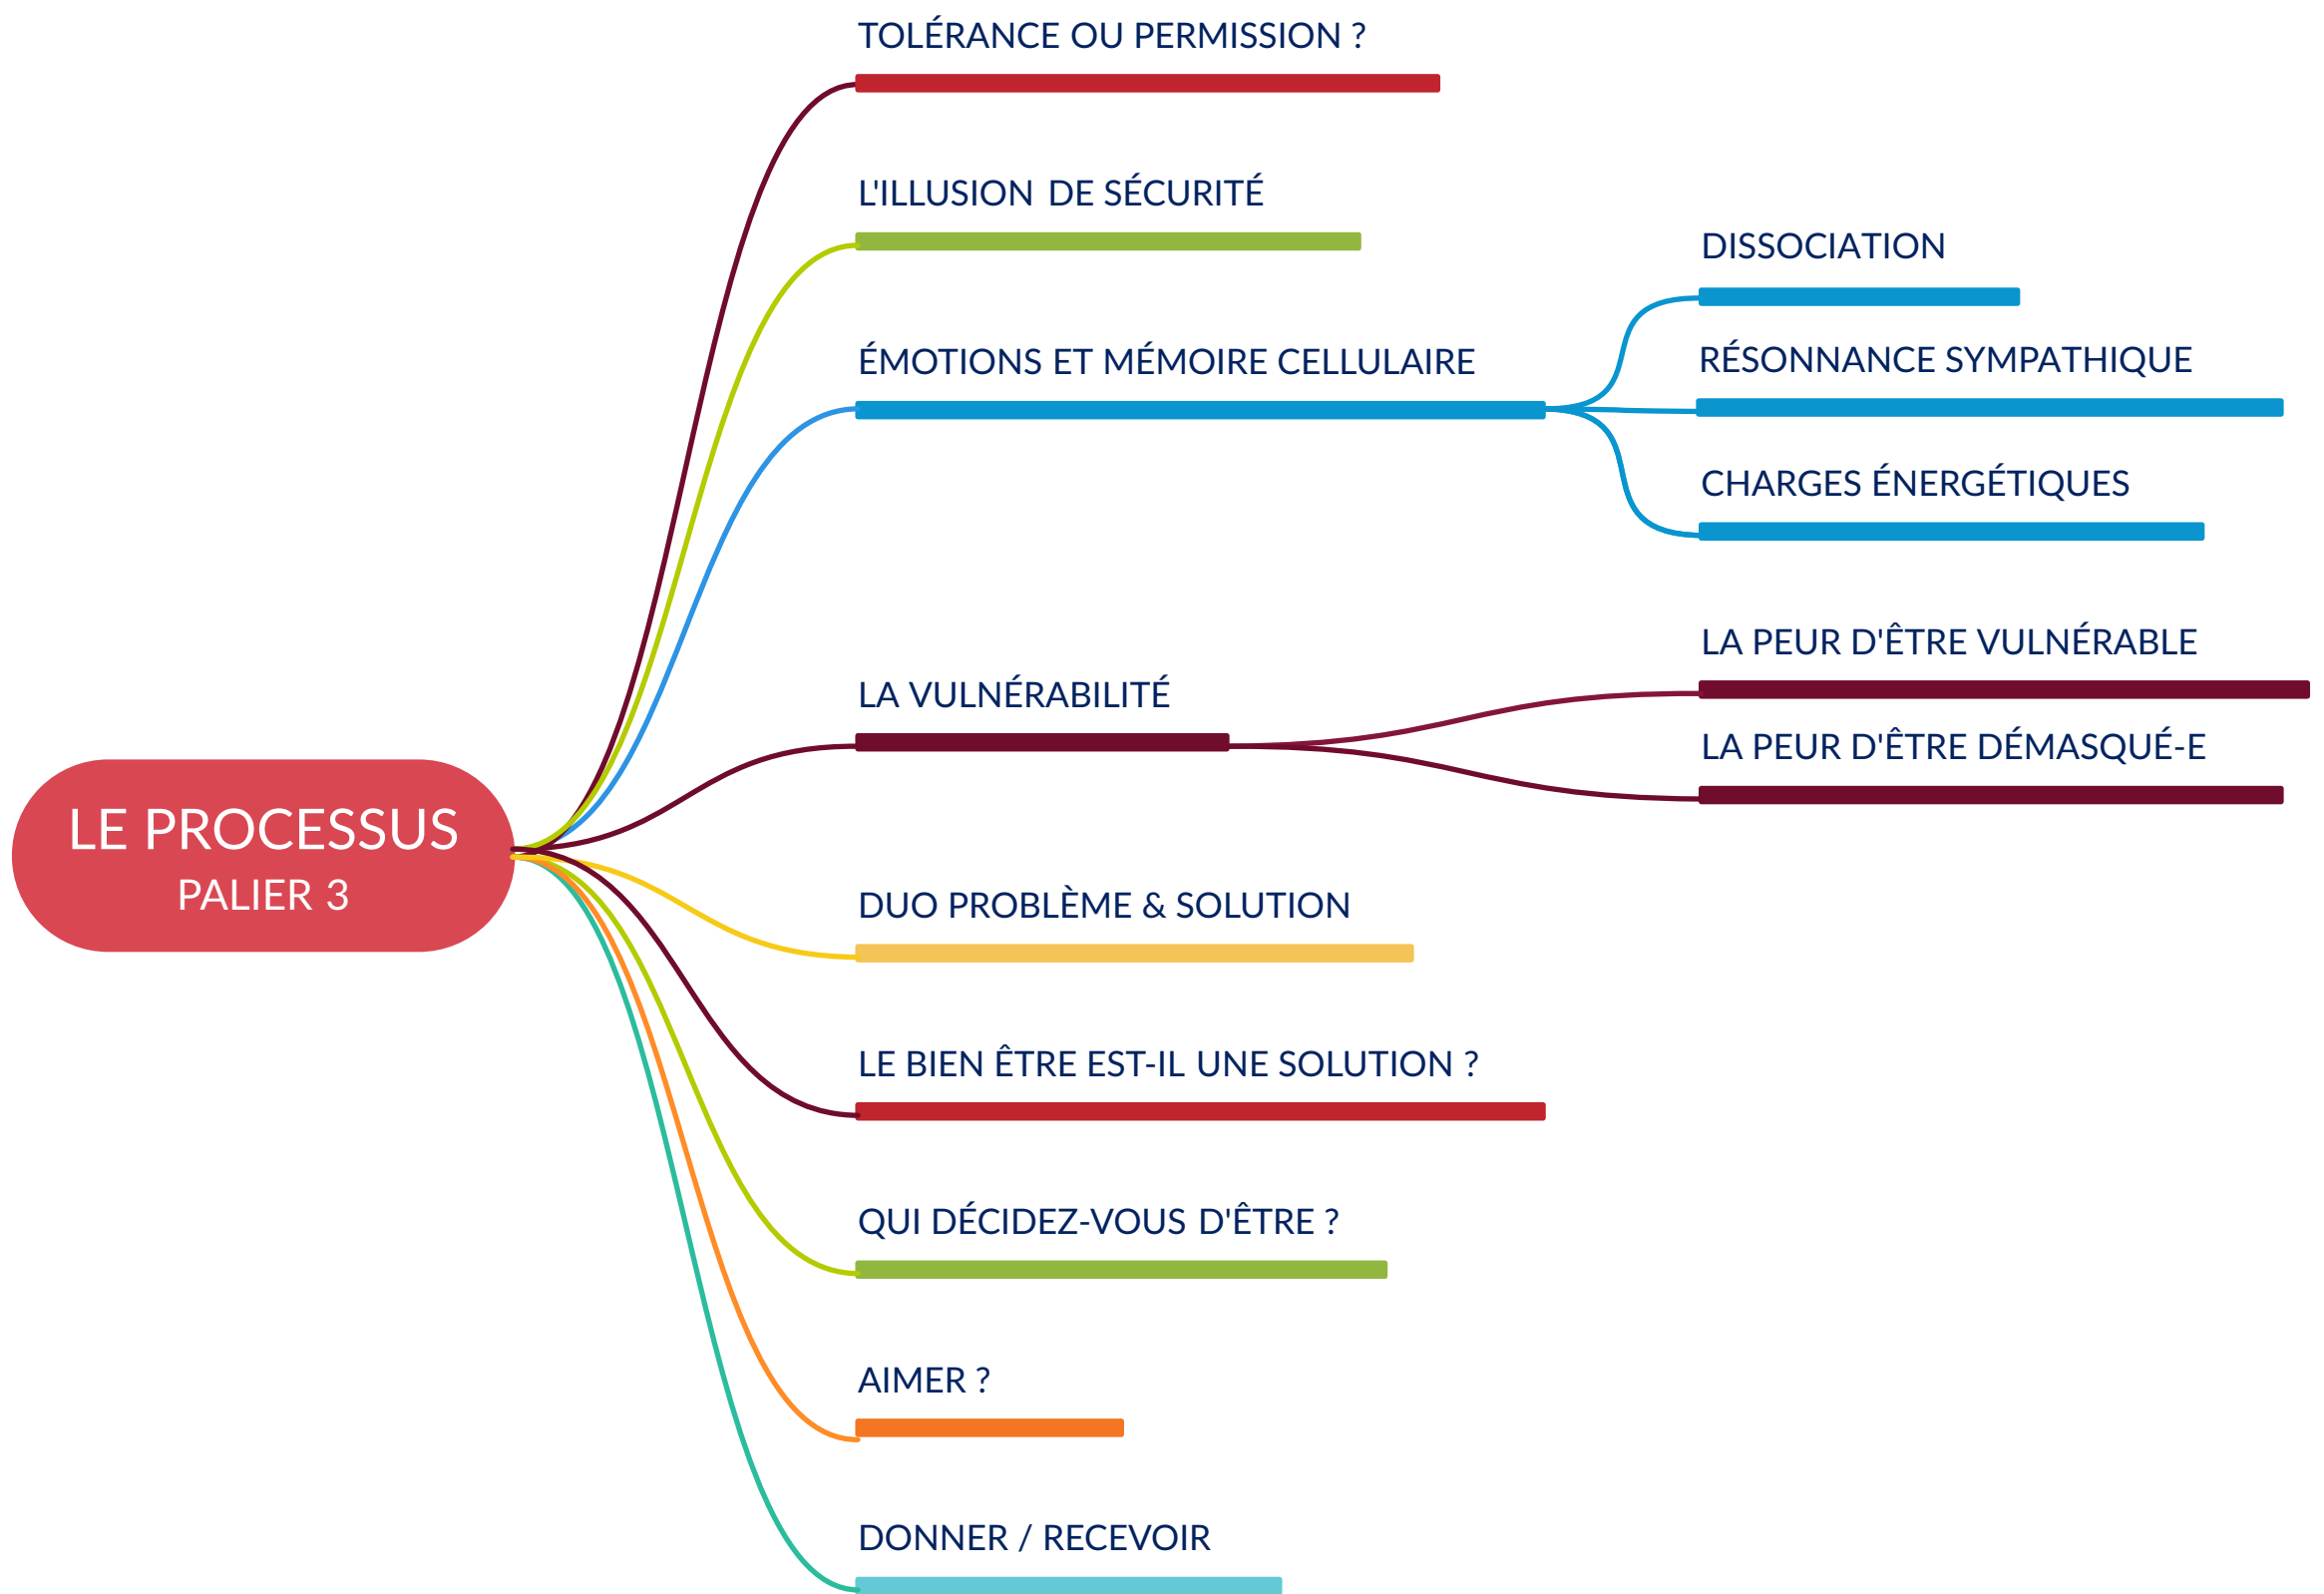 TOLÉRANCE OU PERMISSION ?
L'ILLUSION DE SÉCURITÉ
ÉMOTIONS ET MÉMOIRE CELLULAIRE
DISSOCIATION
RÉSONNANCE SYMPATHIQUE
CHARGES ÉNERGÉTIQUES
LA VULNÉRABILITÉ
LA PEUR D'ÊTRE VULNÉRABLE
LA PEUR D'ÊTRE DÉMASQUÉ-E
LE PROCESSUS
PALIER 3
DUO PROBLÈME & SOLUTION
LE BIEN ÊTRE EST-IL UNE SOLUTION ?
QUI DÉCIDEZ-VOUS D'ÊTRE ?
AIMER ?
DONNER / RECEVOIR